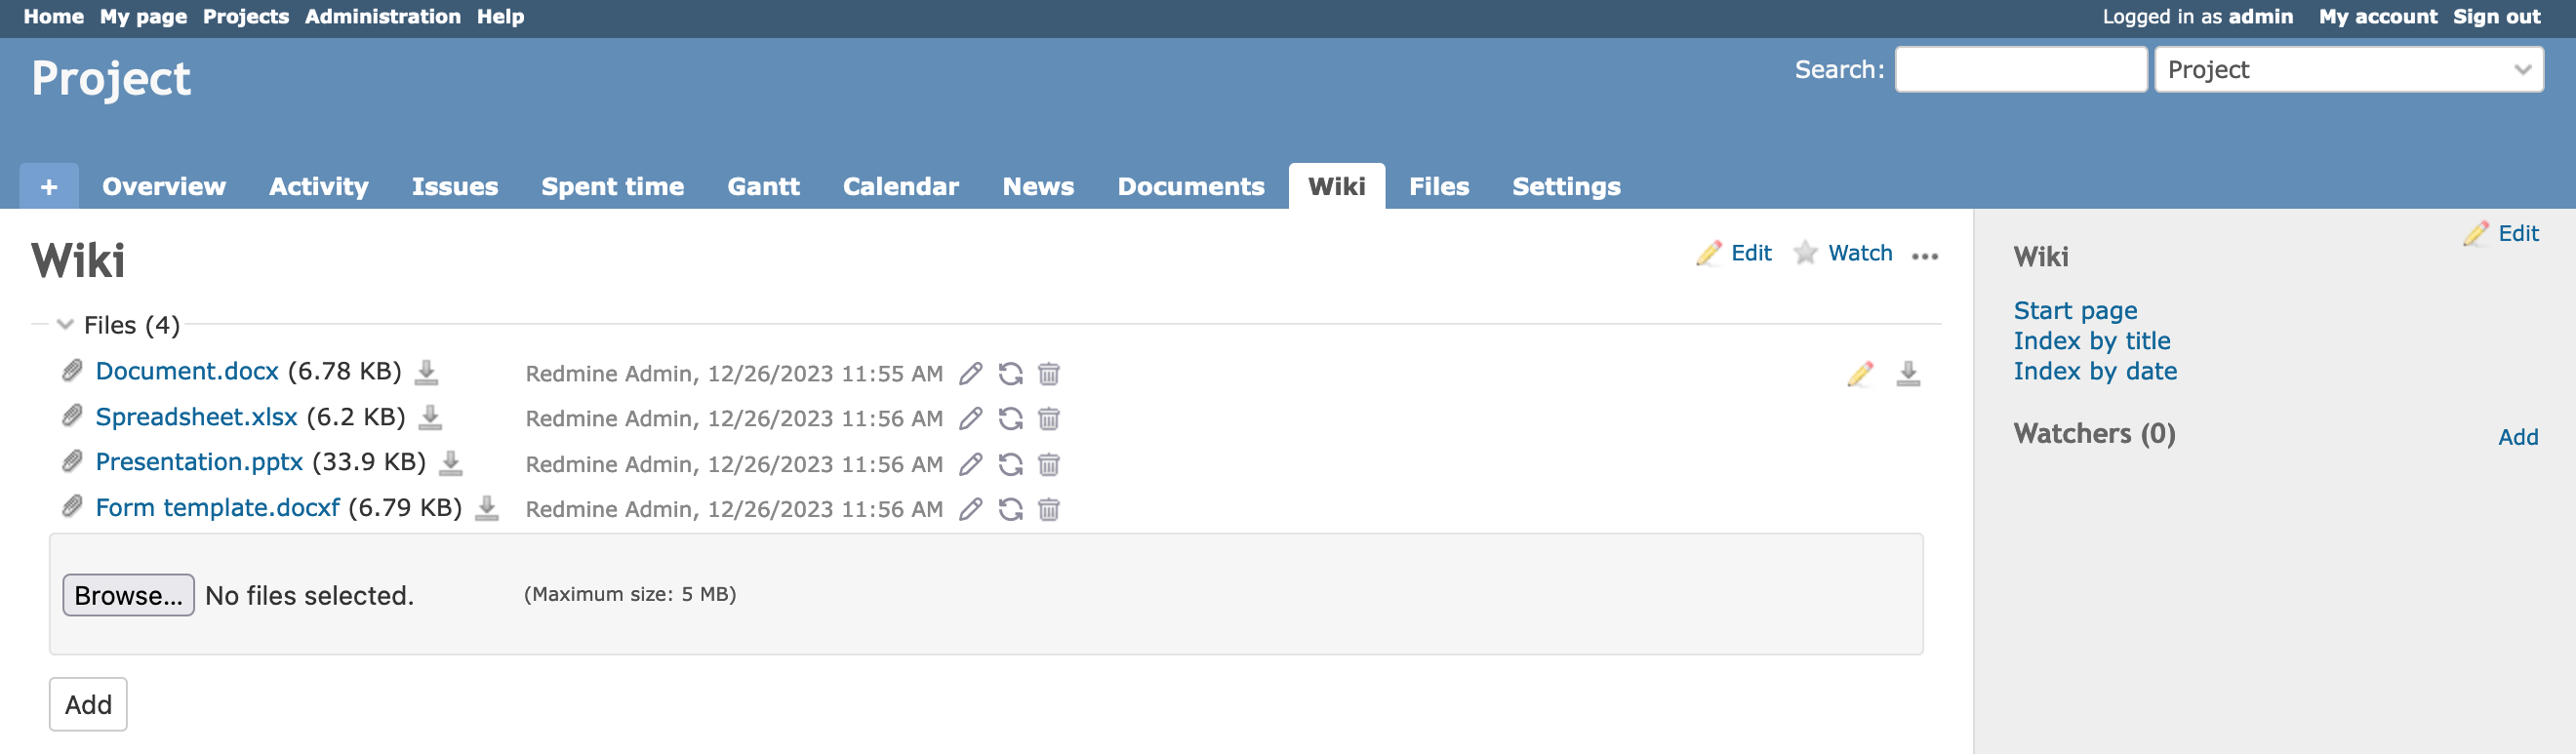 Home My page Projects Administration Help Logged in as admin My account Sign out
Project Search: Project
+ Overview Activity Issues Spent time Gantt Calendar News Documents Wiki Files Settings
Wiki Edit Watch •••
Files (4)
Document.docx (6.78 KB) Redmine Admin, 12/26/2023 11:55 AM
Spreadsheet.xlsx (6.2 KB) Redmine Admin, 12/26/2023 11:56 AM
Presentation.pptx (33.9 KB) Redmine Admin, 12/26/2023 11:56 AM
Form template.docxf (6.79 KB) Redmine Admin, 12/26/2023 11:56 AM
Browse... No files selected. (Maximum size: 5 MB)
Add
Edit
Wiki
Start page
Index by title
Index by date
Watchers (0) Add